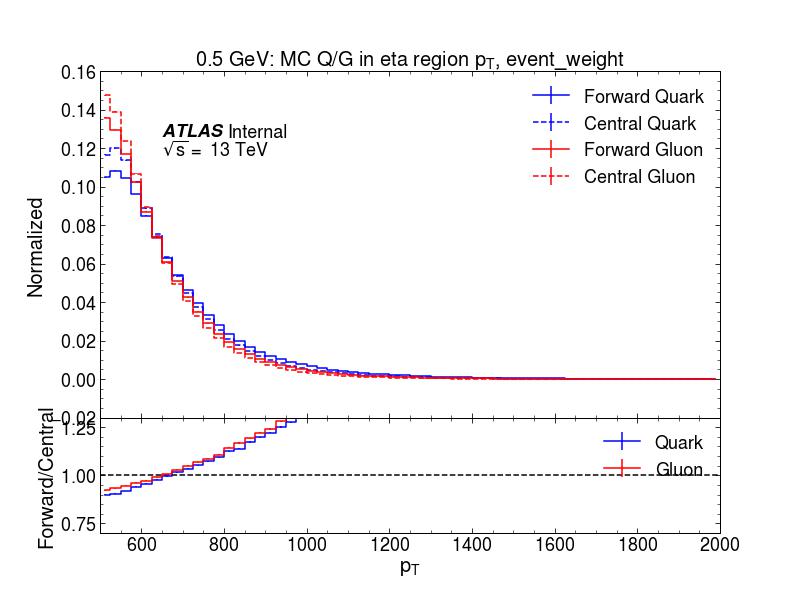 0.5 GeV: MC Q/G in eta region pT, event_weight
0.16
0.14
0.12
0.10
0.08
0.06
0.04
0.02
0.00
0.02
Normalized
ATLAS Internal
√s = 13 TeV
Forward Quark
Central Quark
Forward Gluon
Central Gluon
1.25
1.00
0.75
Forward/Central
Quark
Gluon
600 800 1000 1200 1400 1600 1800 2000
pT